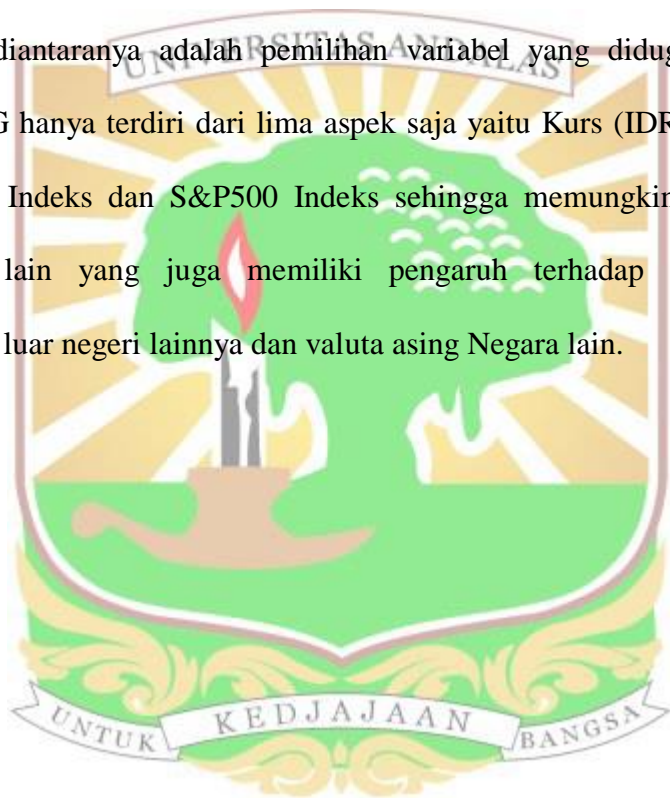 UNIVERSITAS ANDALAS
diantaranya adalah pemilihan variabel yang
hanya terdiri dari lima aspek saja yaitu Kurs (IDR
Indeks dan S&P500 Indeks sehingga
lain yang juga memiliki pengaruh terhadap
luar negeri lainnya dan valuta asing Negara lain.
UNTUK KEDJAJAAN BANGSA